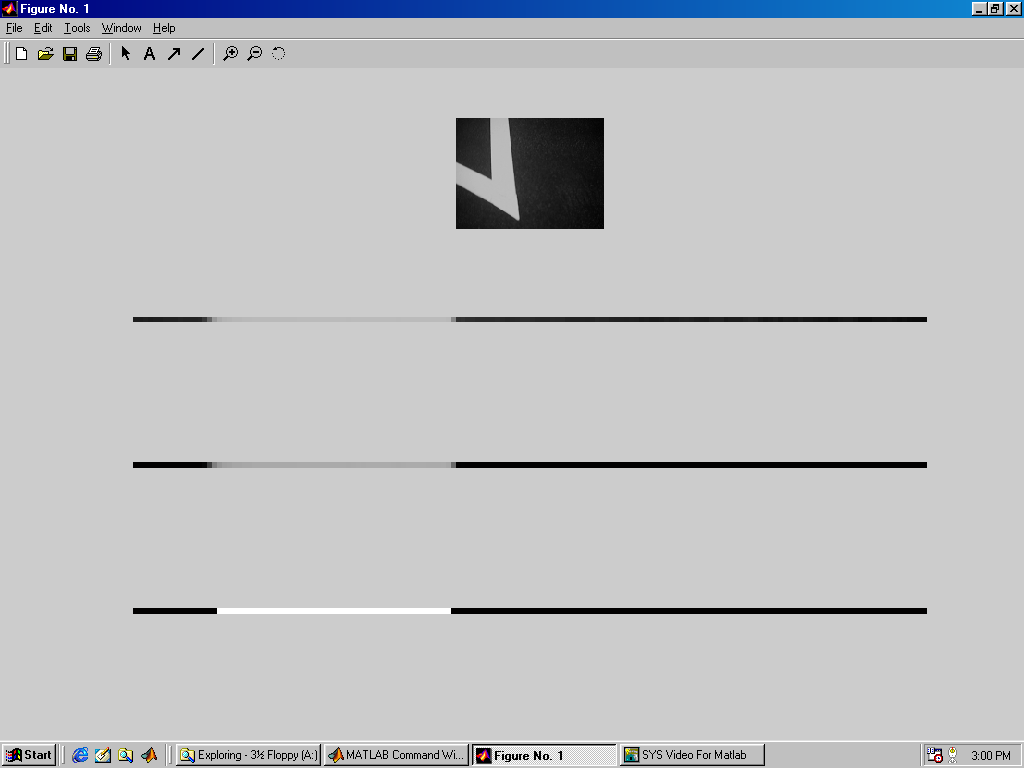 Figure No. 1
File Edit Tools Window Help
A
Start Exploring - 3½ Floppy (A:) MATLAB Command Wi... Figure No. 1 SYS Video For Matlab 3:00 PM